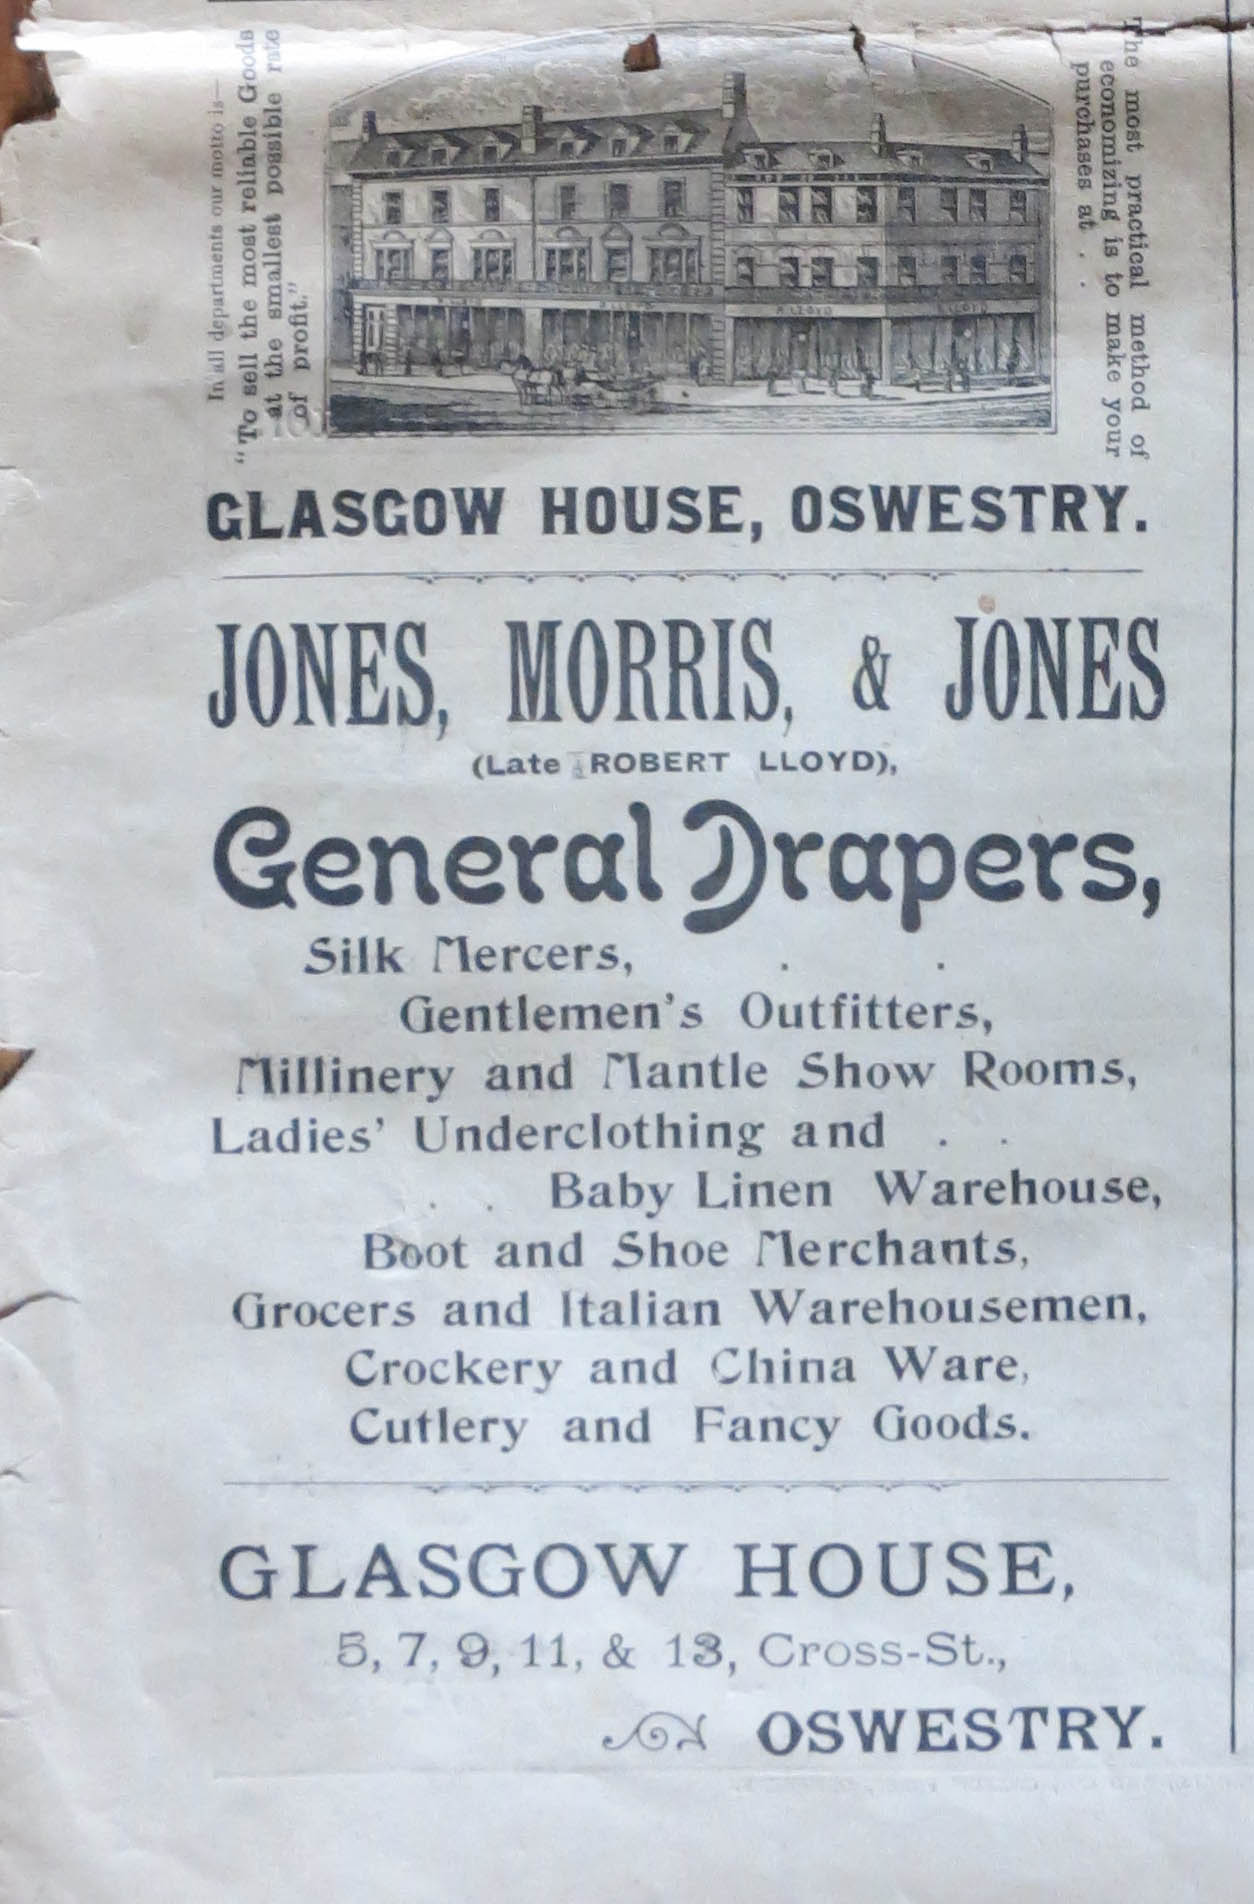 In all departments our motto is—
"To sell the most reliable Goods
at the smallest possible rate
of profit."
The most practical method of
economizing is to make your
purchases at . .
R. LLOYD
GLASGOW HOUSE, OSWESTRY.
JONES, MORRIS, & JONES
(Late ROBERT LLOYD),
General Drapers,
Silk Mercers, . .
Gentlemen's Outfitters,
Millinery and Mantle Show Rooms,
Ladies' Underclothing and . .
. . Baby Linen Warehouse,
Boot and Shoe Merchants,
Grocers and Italian Warehousemen,
Crockery and China Ware,
Cutlery and Fancy Goods.
GLASGOW HOUSE,
5, 7, 9, 11, & 13, Cross-St.,
OSWESTRY.